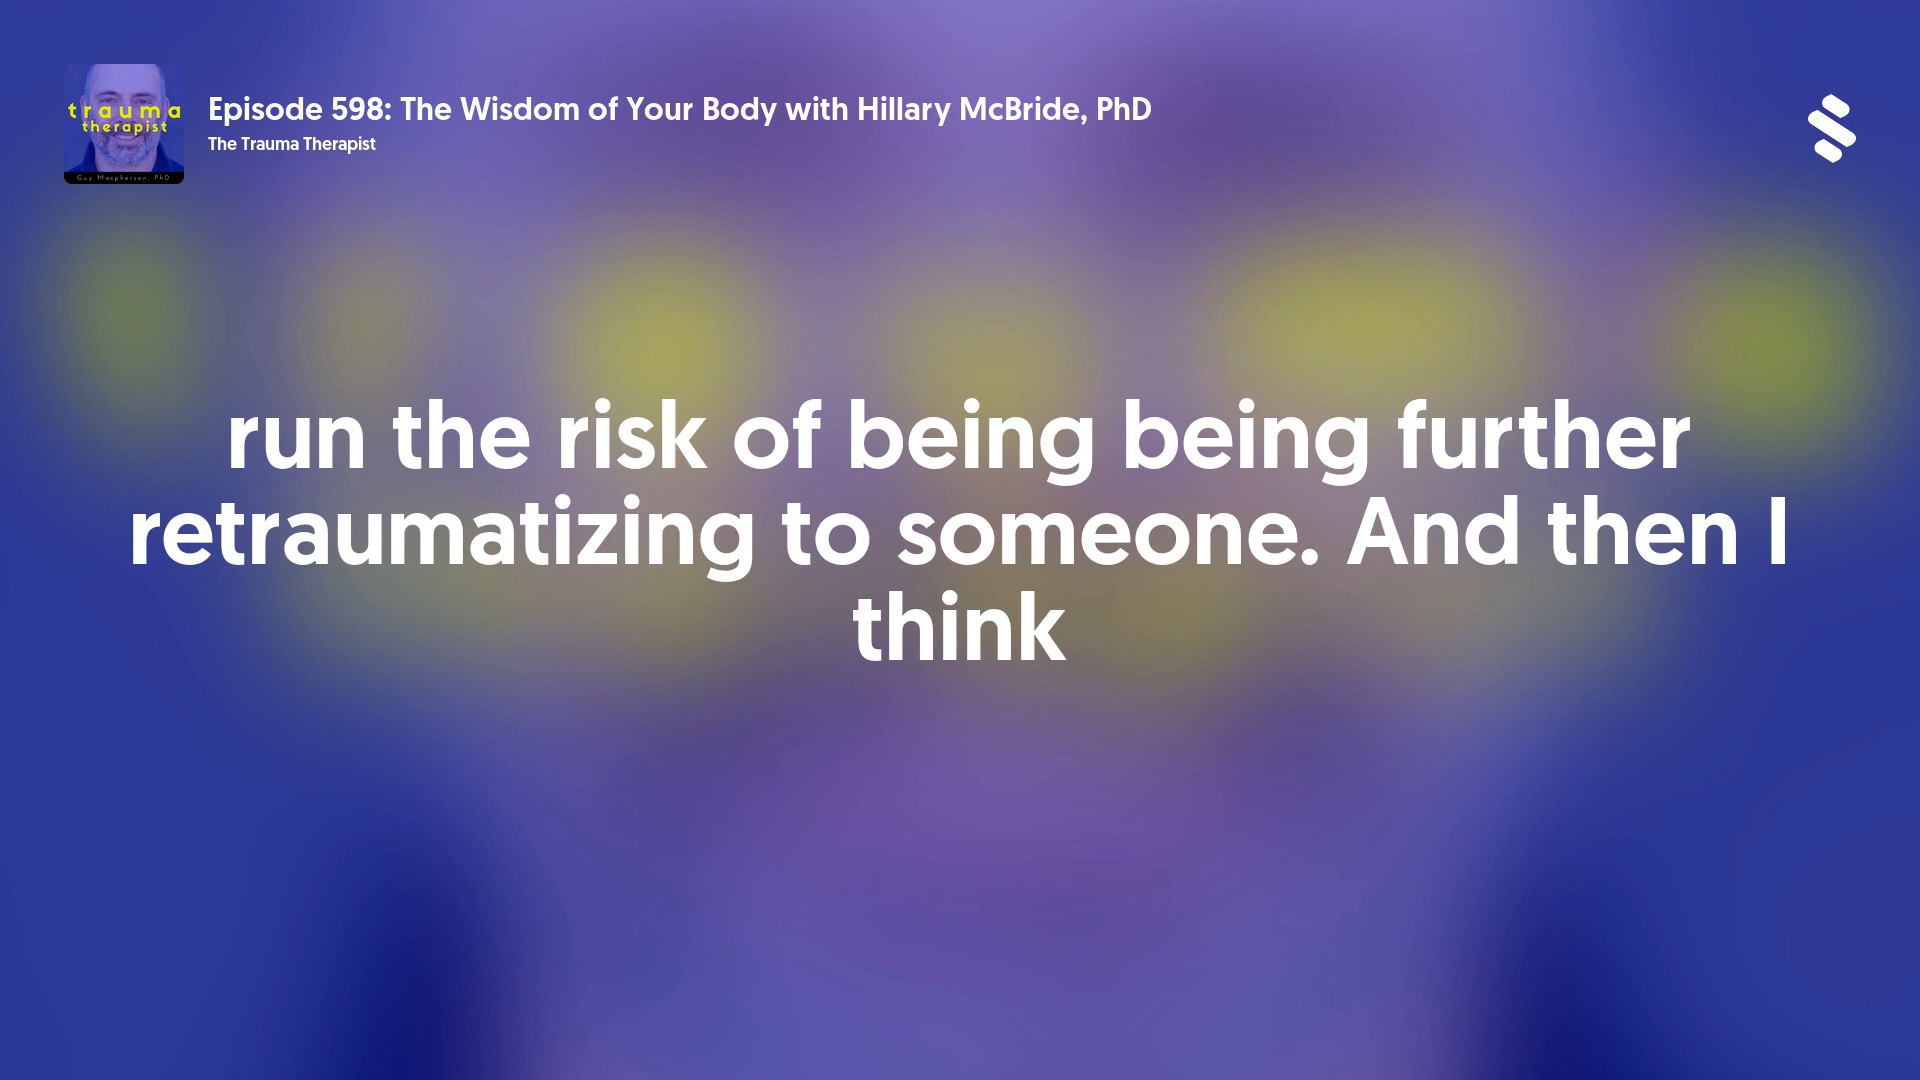 trauma
therapist
Guy Macpherson, PhD
Episode 598: The Wisdom of Your Body with Hillary McBride, PhD
The Trauma Therapist
run the risk of being being further
retraumatizing to someone. And then I
think